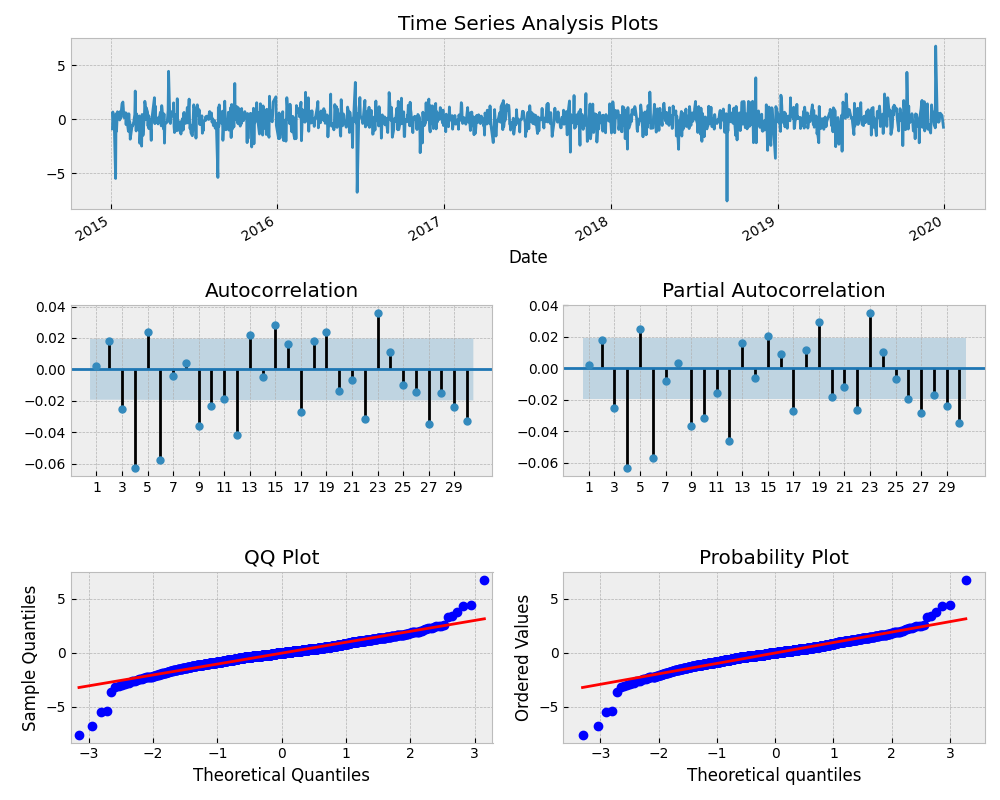 Time Series Analysis Plots
5
0
−5
2015 2016 2017 2018 2019 2020
Date
Autocorrelation
0.04
0.02
0.00
−0.02
−0.04
−0.06
1 3 5 7 9 11 13 15 17 19 21 23 25 27 29
Partial Autocorrelation
0.04
0.02
0.00
−0.02
−0.04
−0.06
1 3 5 7 9 11 13 15 17 19 21 23 25 27 29
QQ Plot
Sample Quantiles
5
0
−5
−3 −2 −1 0 1 2 3
Theoretical Quantiles
Probability Plot
Ordered Values
5
0
−5
−3 −2 −1 0 1 2 3
Theoretical quantiles